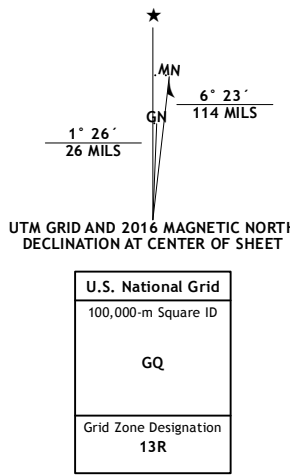 ★
MN
GN
6° 23´
114 MILS
1° 26´
26 MILS
UTM GRID AND 2016 MAGNETIC NORTH
DECLINATION AT CENTER OF SHEET
U.S. National Grid
100,000-m Square ID
GQ
Grid Zone Designation
13R